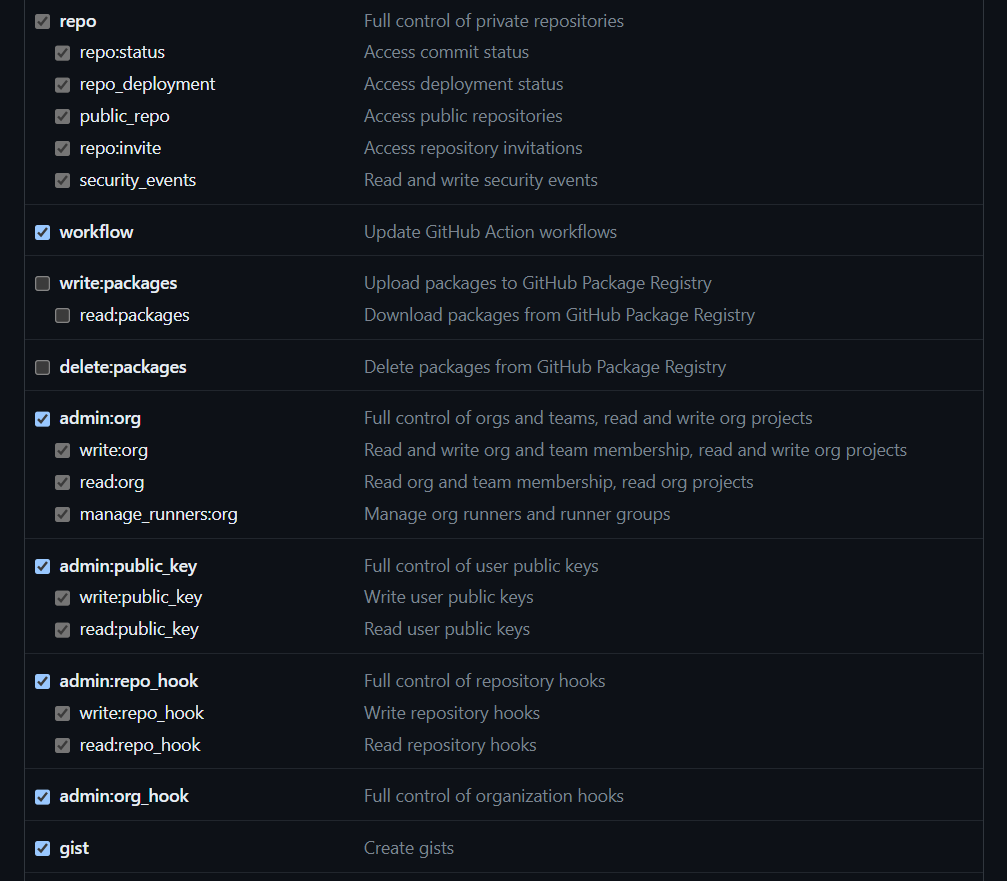 repo Full control of private repositories
repo:status Access commit status
repo_deployment Access deployment status
public_repo Access public repositories
repo:invite Access repository invitations
security_events Read and write security events
workflow Update GitHub Action workflows
write:packages Upload packages to GitHub Package Registry
read:packages Download packages from GitHub Package Registry
delete:packages Delete packages from GitHub Package Registry
admin:org Full control of orgs and teams, read and write org projects
write:org Read and write org and team membership, read and write org projects
read:org Read org and team membership, read org projects
manage_runners:org Manage org runners and runner groups
admin:public_key Full control of user public keys
write:public_key Write user public keys
read:public_key Read user public keys
admin:repo_hook Full control of repository hooks
write:repo_hook Write repository hooks
read:repo_hook Read repository hooks
admin:org_hook Full control of organization hooks
gist Create gists